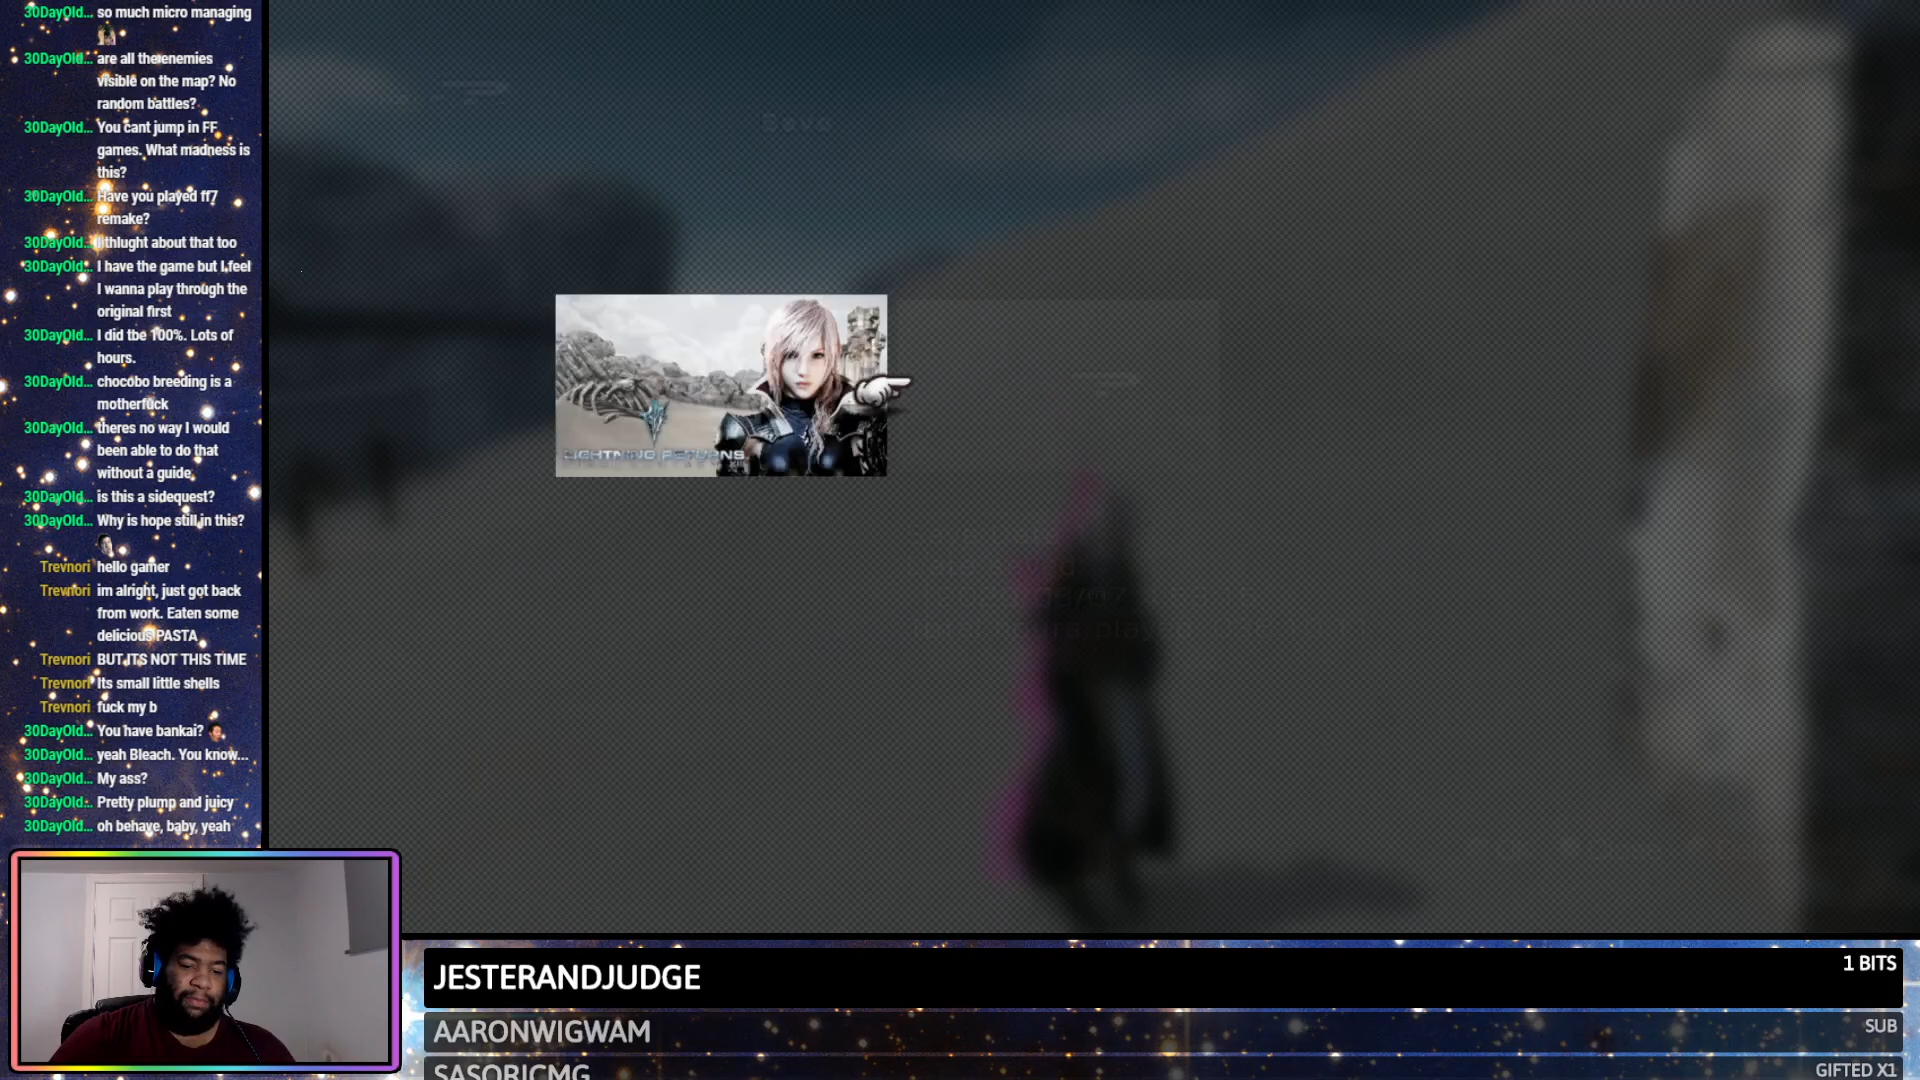 30DayOld... so much micro managing
30DayOld... are all the enemies
visible on the map? No
random battles?
30DayOld... You cant jump in FF
games. What madness is
this?
30DayOld... Have you played ff7
remake?
30DayOld... I thlught about that too
30DayOld... I have the game but I feel
I wanna play through the
original first
30DayOld... I did tbe 100%. Lots of
hours.
30DayOld... chocobo breeding is a
motherfuck
30DayOld... theres no way I would
been able to do that
without a guide
30DayOld... is this a sidequest?
30DayOld... Why is hope still in this?
Trevnori hello gamer
Trevnori im alright, just got back
from work. Eaten some
delicious PASTA
Trevnori BUT ITS NOT THIS TIME
Trevnori Its small little shells
Trevnori fuck my b
30DayOld... You have bankai?
30DayOld... yeah Bleach. You know...
30DayOld... My ass?
30DayOld... Pretty plump and juicy
30DayOld... oh behave, baby, yeah
LIGHTNING RETURNS
JESTERANDJUDGE
1 BITS
AARONWIGWAM
SUB
SASORICMG
GIFTED X1